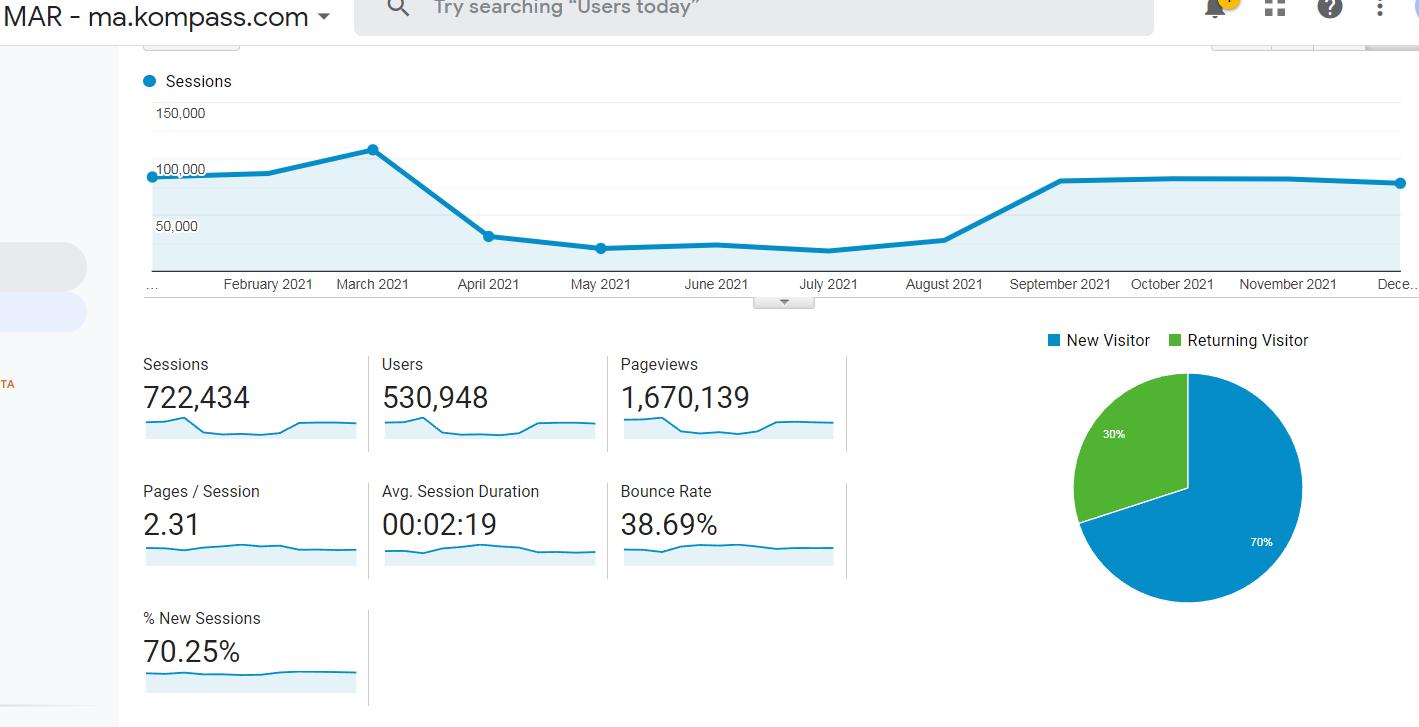 MAR - ma.kompass.com
Try searching “Users today”
Sessions
150,000
100,000
50,000
... February 2021 March 2021 April 2021 May 2021 June 2021 July 2021 August 2021 September 2021 October 2021 November 2021 Dece...
New Visitor Returning Visitor
Sessions Users Pageviews
722,434 530,948 1,670,139
30%
TA
Pages / Session Avg. Session Duration Bounce Rate
2.31 00:02:19 38.69%
70%
% New Sessions
70.25%